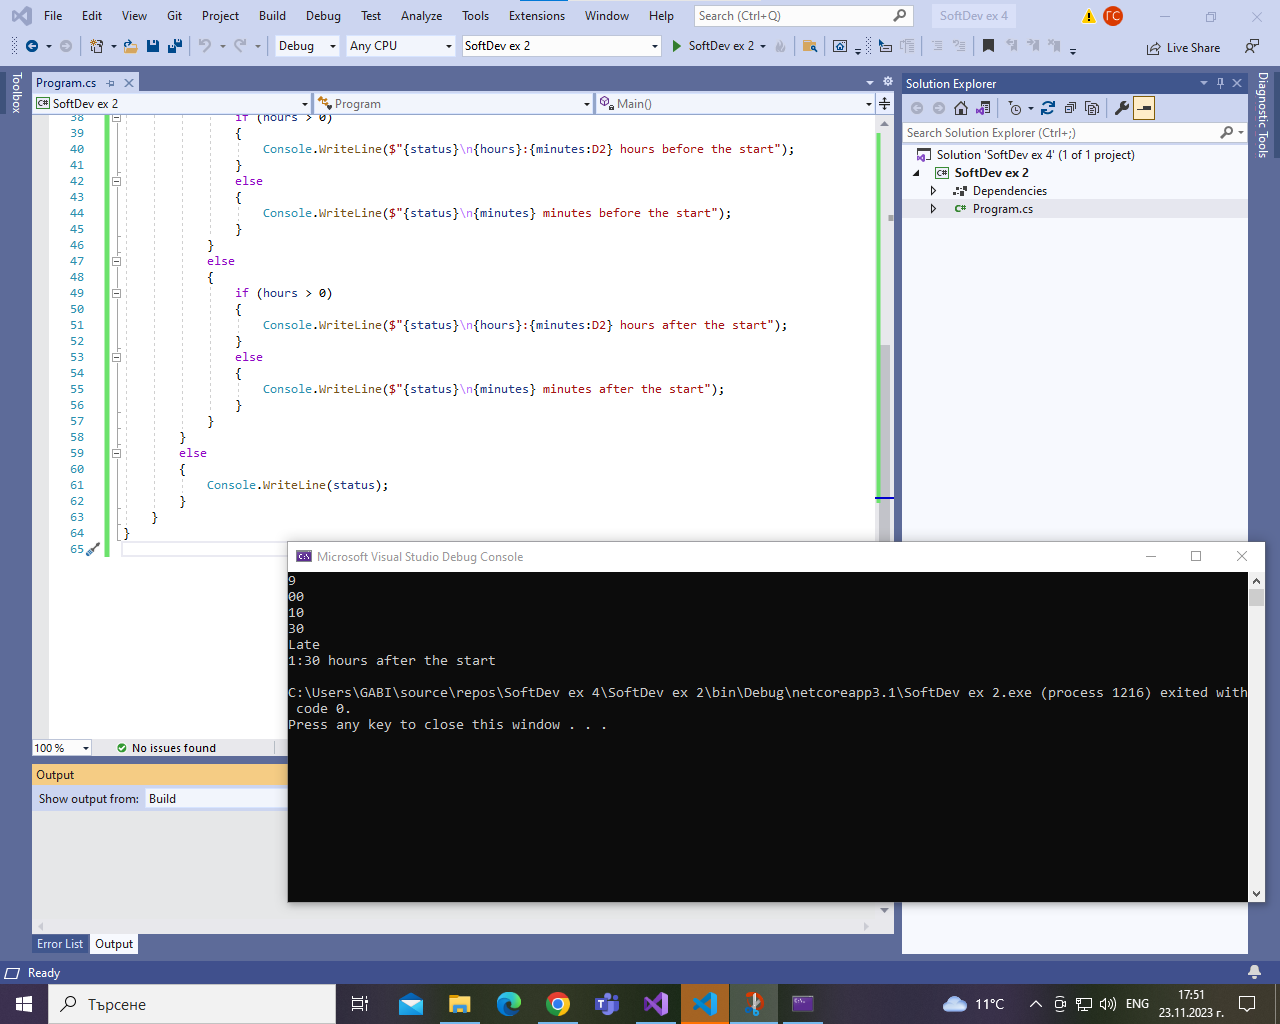 File Edit View Git Project Build Debug Test Analyze Tools Extensions Window Help Search (Ctrl+Q) SoftDev ex 4 ГС
Debug Any CPU SoftDev ex 2 SoftDev ex 2 Live Share
Toolbox
Program.cs
SoftDev ex 2 Program Main()
38 if (hours > 0)
39 {
40 Console.WriteLine($"{status}\n{hours}:{minutes:D2} hours before the start");
41 }
42 else
43 {
44 Console.WriteLine($"{status}\n{minutes} minutes before the start");
45 }
46 }
47 else
48 {
49 if (hours > 0)
50 {
51 Console.WriteLine($"{status}\n{hours}:{minutes:D2} hours after the start");
52 }
53 else
54 {
55 Console.WriteLine($"{status}\n{minutes} minutes after the start");
56 }
57 }
58 }
59 else
60 {
61 Console.WriteLine(status);
62 }
63 }
64 }
65
100 % No issues found
Output
Show output from: Build
Error List Output
Solution Explorer
Search Solution Explorer (Ctrl+;)
Solution 'SoftDev ex 4' (1 of 1 project)
C# SoftDev ex 2
Dependencies
C# Program.cs
Diagnostic Tools
Microsoft Visual Studio Debug Console
9
00
10
30
Late
1:30 hours after the start
C:\Users\GABI\source\repos\SoftDev ex 4\SoftDev ex 2\bin\Debug\netcoreapp3.1\SoftDev ex 2.exe (process 1216) exited with
code 0.
Press any key to close this window . . .
Ready
Търсене
11°C ENG
17:51
23.11.2023 г.